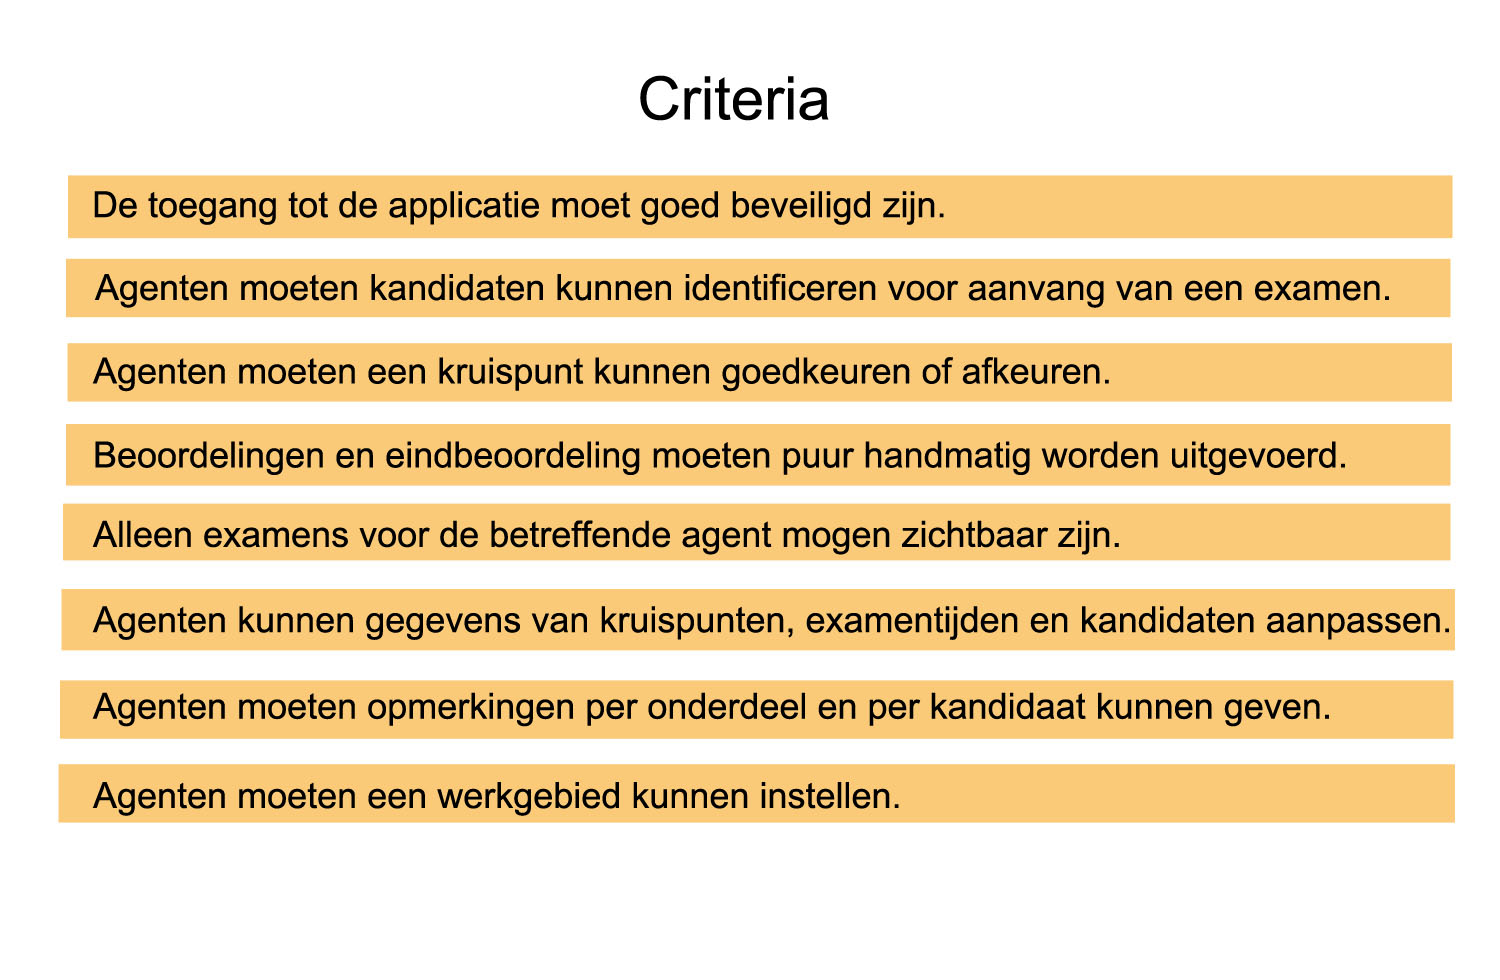 Criteria
De toegang tot de applicatie moet goed beveiligd zijn.
Agenten moeten kandidaten kunnen identificeren voor aanvang van een examen.
Agenten moeten een kruispunt kunnen goedkeuren of afkeuren.
Beoordelingen en eindbeoordeling moeten puur handmatig worden uitgevoerd.
Alleen examens voor de betreffende agent mogen zichtbaar zijn.
Agenten kunnen gegevens van kruispunten, examentijden en kandidaten aanpassen.
Agenten moeten opmerkingen per onderdeel en per kandidaat kunnen geven.
Agenten moeten een werkgebied kunnen instellen.